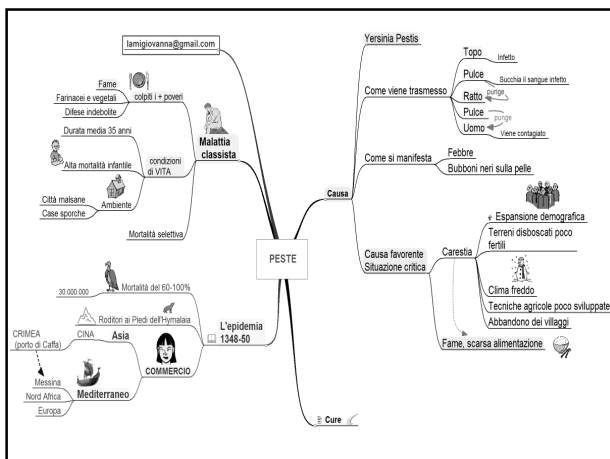 lamigiovanna@gmail.com
Fame
Farinacei e vegetali
Difese indebolite
colpiti i + poveri
Durata media 35 anni
Alta mortalità infantile
condizioni
di VITA
Città malsane
Case sporche
Ambiente
Mortalità selettiva
Malattia
classista
PESTE
30.000.000
Mortalità del 60-100%
Roditori ai Piedi dell'Hymalaia
CRIMEA
(porto di Caffa)
CINA
Asia
Messina
Nord Africa
Europa
Mediterraneo
COMMERCIO
L'epidemia
1348-50
Causa
Yersinia Pestis
Come viene trasmesso
Topo
Infetto
Pulce
Succhia il sangue infetto
Ratto
punge
Pulce
punge
Uomo
Viene contagiato
Come si manifesta
Febbre
Bubboni neri sulla pelle
Causa favorente
Situazione critica
Carestia
Espansione demografica
Terreni disboscati poco
fertili
Clima freddo
Tecniche agricole poco sviluppate
Abbandono dei villaggi
Fame, scarsa alimentazione
Cure